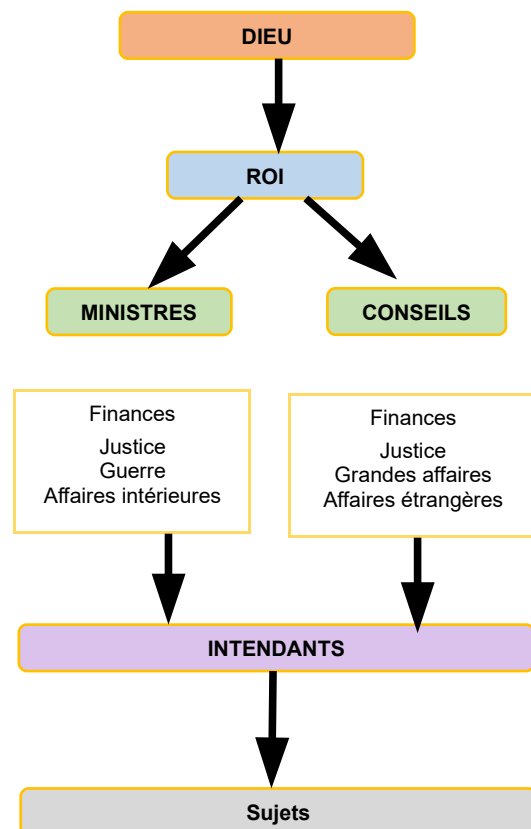 DIEU
ROI
MINISTRES
CONSEILS
Finances
Justice
Guerre
Affaires intérieures
Finances
Justice
Grandes affaires
Affaires étrangères
INTENDANTS
Sujets